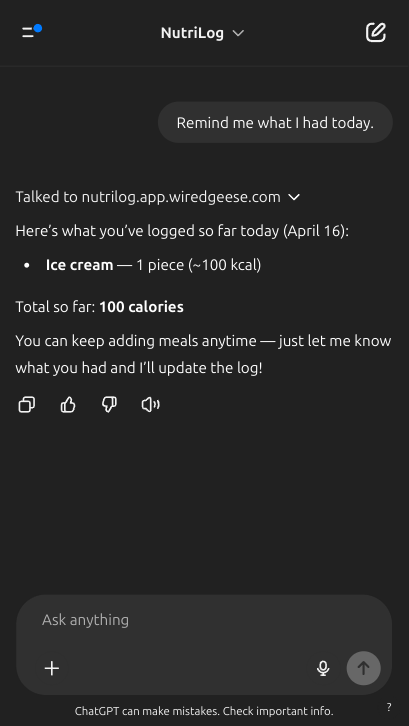 NutriLog
Remind me what I had today.
Talked to nutrilog.app.wiredgeese.com
Here’s what you’ve logged so far today (April 16):
• Ice cream — 1 piece (~100 kcal)
Total so far: 100 calories
You can keep adding meals anytime — just let me know
what you had and I’ll update the log!
Ask anything
ChatGPT can make mistakes. Check important info.
?